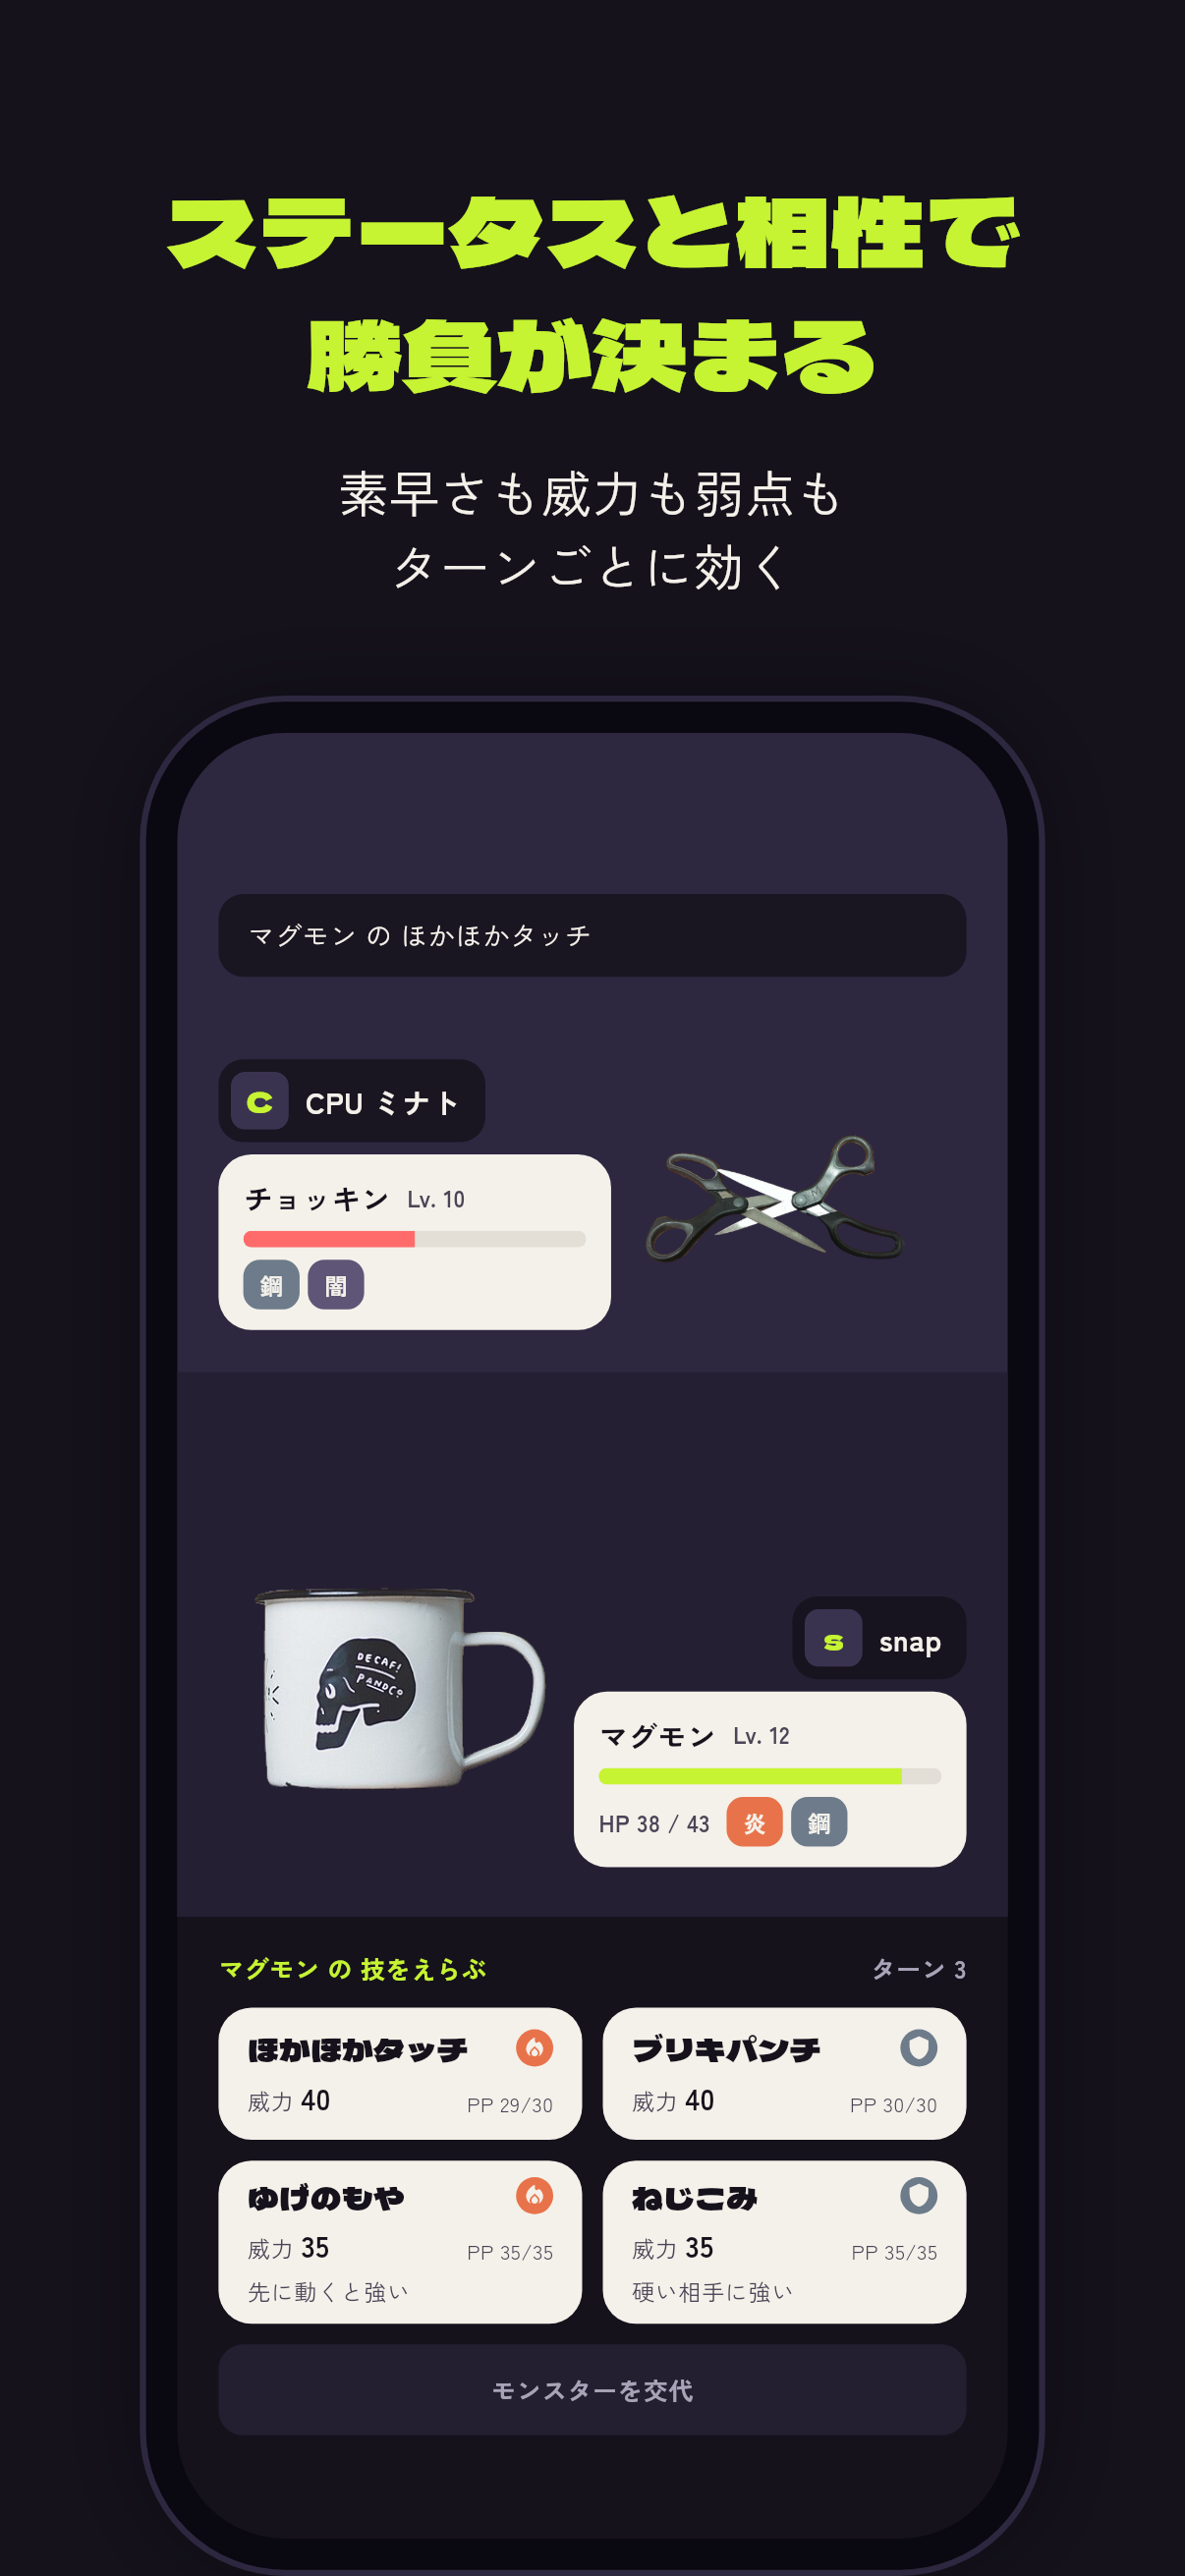 ステータスと相性で
勝負が決まる
素早さも威力も弱点も
ターンごとに効く
マグモン の ほかほかタッチ
C CPU ミナト
チョッキン Lv. 10
鋼 闇
DECAF!
PANDCO
s snap
マグモン Lv. 12
HP 38 / 43 炎 鋼
マグモン の 技をえらぶ ターン 3
ほかほかタッチ
威力 40 PP 29/30
ブリキパンチ
威力 40 PP 30/30
ゆげのもや
威力 35 PP 35/35
先に動くと強い
ねじこみ
威力 35 PP 35/35
硬い相手に強い
モンスターを交代